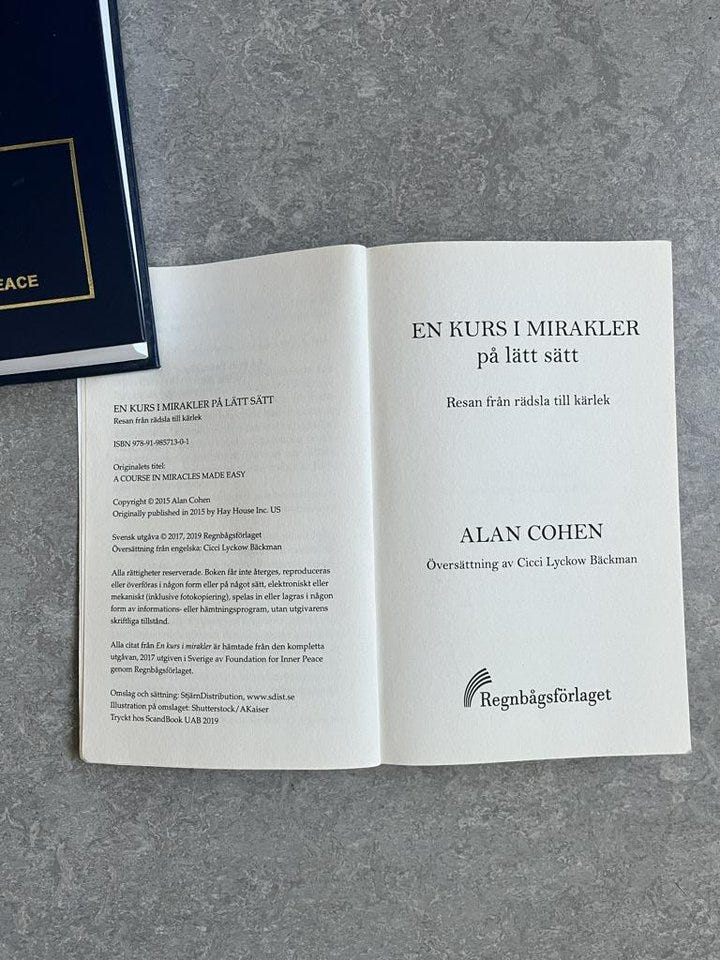 EACE
EN KURS I MIRAKLER PÅ LÄTT SÄTT
Resan från rädsla till kärlek
ISBN 978-91-985713-0-1
Originalets titel:
A COURSE IN MIRACLES MADE EASY
Copyright © 2015 Alan Cohen
Originally published in 2015 by Hay House Inc. US
Svensk utgåva © 2017, 2019 Regnbågsförlaget
Översättning från engelska: Cicci Lyckow Bäckman
Alla rättigheter reserverade. Boken får inte återges, reproduceras
eller överföras i någon form eller på något sätt, elektroniskt eller
mekaniskt (inklusive fotokopiering), spelas in eller lagras i någon
form av informations- eller hämtningsprogram, utan utgivarens
skriftliga tillstånd.
Alla citat från En kurs i mirakler är hämtade från den kompletta
utgåvan, 2017 utgiven i Sverige av Foundation for Inner Peace
genom Regnbågsförlaget.
Omslag och sättning: StjärnDistribution, www.sdist.se
Illustration på omslaget: Shutterstock/AKaiser
Tryckt hos ScandBook UAB 2019
EN KURS I MIRAKLER
på lätt sätt
Resan från rädsla till kärlek
ALAN COHEN
Översättning av Cicci Lyckow Bäckman
Regnbågsförlaget